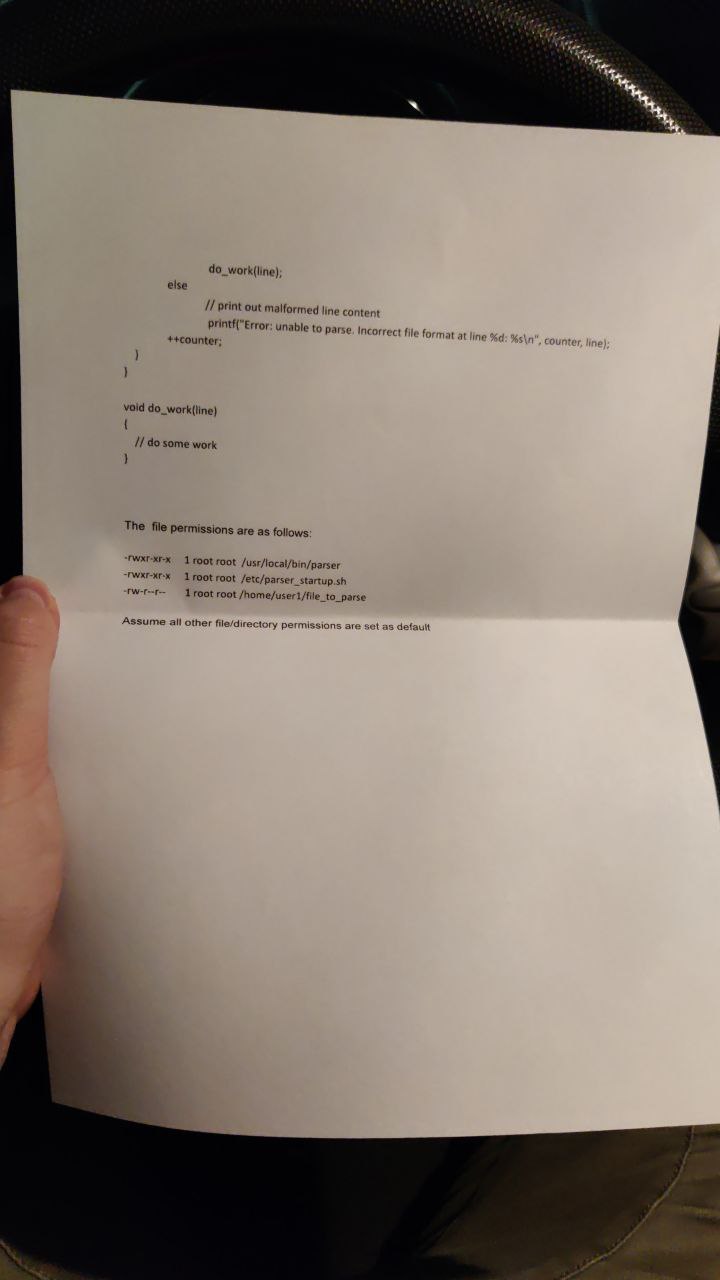 do_work(line);
else
// print out malformed line content
printf("Error: unable to parse. Incorrect file format at line %d: %s\n", counter, line);
++counter;
}
}
void do_work(line)
{
// do some work
}
The file permissions are as follows:
-rwxr-xr-x 1 root root /usr/local/bin/parser
-rwxr-xr-x 1 root root /etc/parser_startup.sh
-rw-r--r-- 1 root root /home/user1/file_to_parse
Assume all other file/directory permissions are set as default